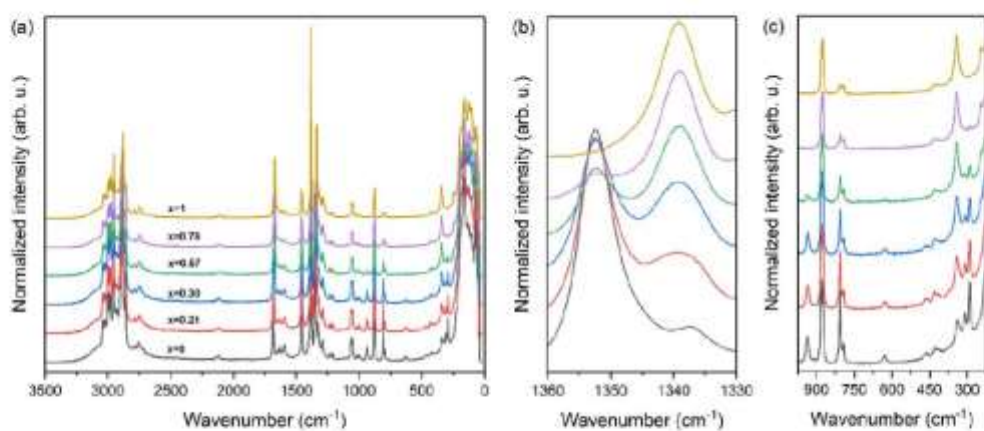 (a)
Normalized intensity (arb. u.)
x=1
x=0.78
x=0.57
x=0.30
x=0.21
x=0
3500 3000 2500 2000 1500 1000 500 0
Wavenumber (cm⁻¹)
(b)
Normalized intensity (arb. u.)
1360 1350 1340 1330
Wavenumber (cm⁻¹)
(c)
Normalized intensity (arb. u.)
900 750 600 450 300
Wavenumber (cm⁻¹)